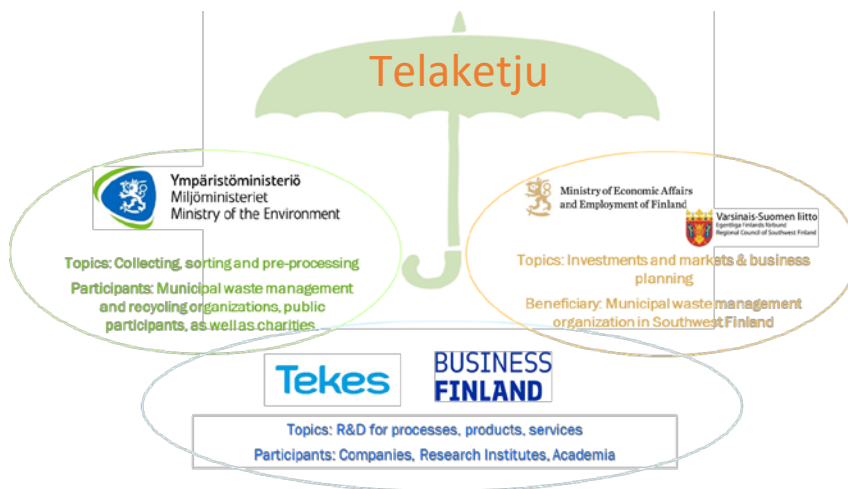 Telaketju
Ympäristöministeriö
Miljöministeriet
Ministry of the Environment
Topics: Collecting, sorting and pre-processing
Participants: Municipal waste management
and recycling organizations, public
participants, as well as charities
Ministry of Economic Affairs
and Employment of Finland
Varsinais-Suomen liitto
Egentliga Finlands förbund
Regional Council of Southwest Finland
Topics: Investments and markets & business
planning
Beneficiary: Municipal waste management
organization in Southwest Finland
Tekes
BUSINESS
FINLAND
Topics: R&D for processes, products, services
Participants: Companies, Research Institutes, Academia